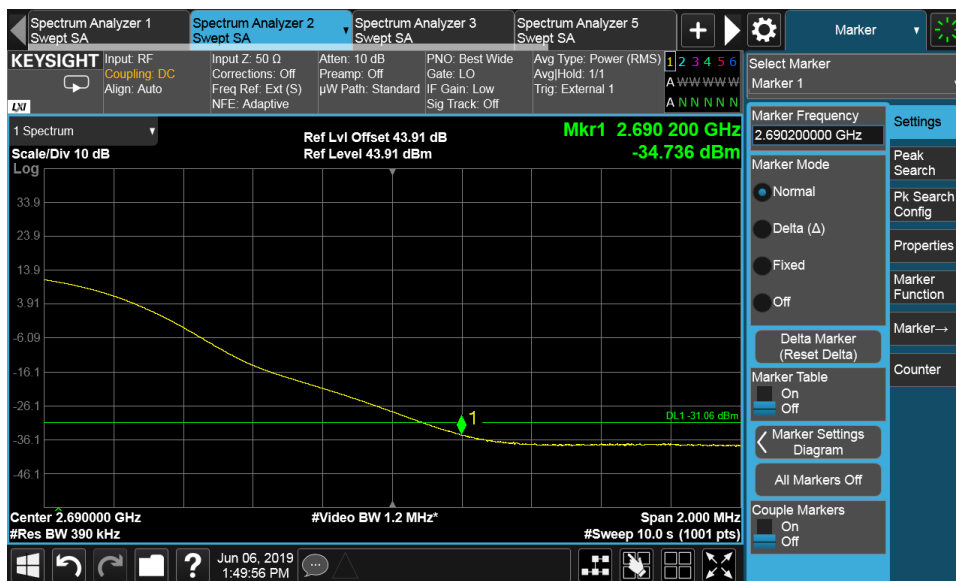 Spectrum Analyzer 1
Swept SA
Spectrum Analyzer 2
Swept SA
Spectrum Analyzer 3
Swept SA
Spectrum Analyzer 5
Swept SA
+
Marker
KEYSIGHT
LXI
Input: RF
Coupling: DC
Align: Auto
Input Z: 50 Ω
Corrections: Off
Freq Ref: Ext (S)
NFE: Adaptive
Atten: 10 dB
Preamp: Off
µW Path: Standard
PNO: Best Wide
Gate: LO
IF Gain: Low
Sig Track: Off
Avg Type: Power (RMS)
Avg|Hold: 1/1
Trig: External 1
1 2 3 4 5 6
A W W W W W
A N N N N N
Select Marker
Marker 1
1 Spectrum
Scale/Div 10 dB
Log
Ref Lvl Offset 43.91 dB
Ref Level 43.91 dBm
Mkr1 2.690 200 GHz
-34.736 dBm
33.9
23.9
13.9
3.91
-6.09
-16.1
-26.1
-36.1
-46.1
1
DL1 -31.06 dBm
Center 2.690000 GHz
#Res BW 390 kHz
#Video BW 1.2 MHz*
Span 2.000 MHz
#Sweep 10.0 s (1001 pts)
Marker Frequency
2.690200000 GHz
Marker Mode
Normal
Delta (Δ)
Fixed
Off
Delta Marker
(Reset Delta)
Marker Table
On
Off
Marker Settings
Diagram
All Markers Off
Couple Markers
On
Off
Settings
Peak
Search
Pk Search
Config
Properties
Marker
Function
Marker→
Counter
?
Jun 06, 2019
1:49:56 PM